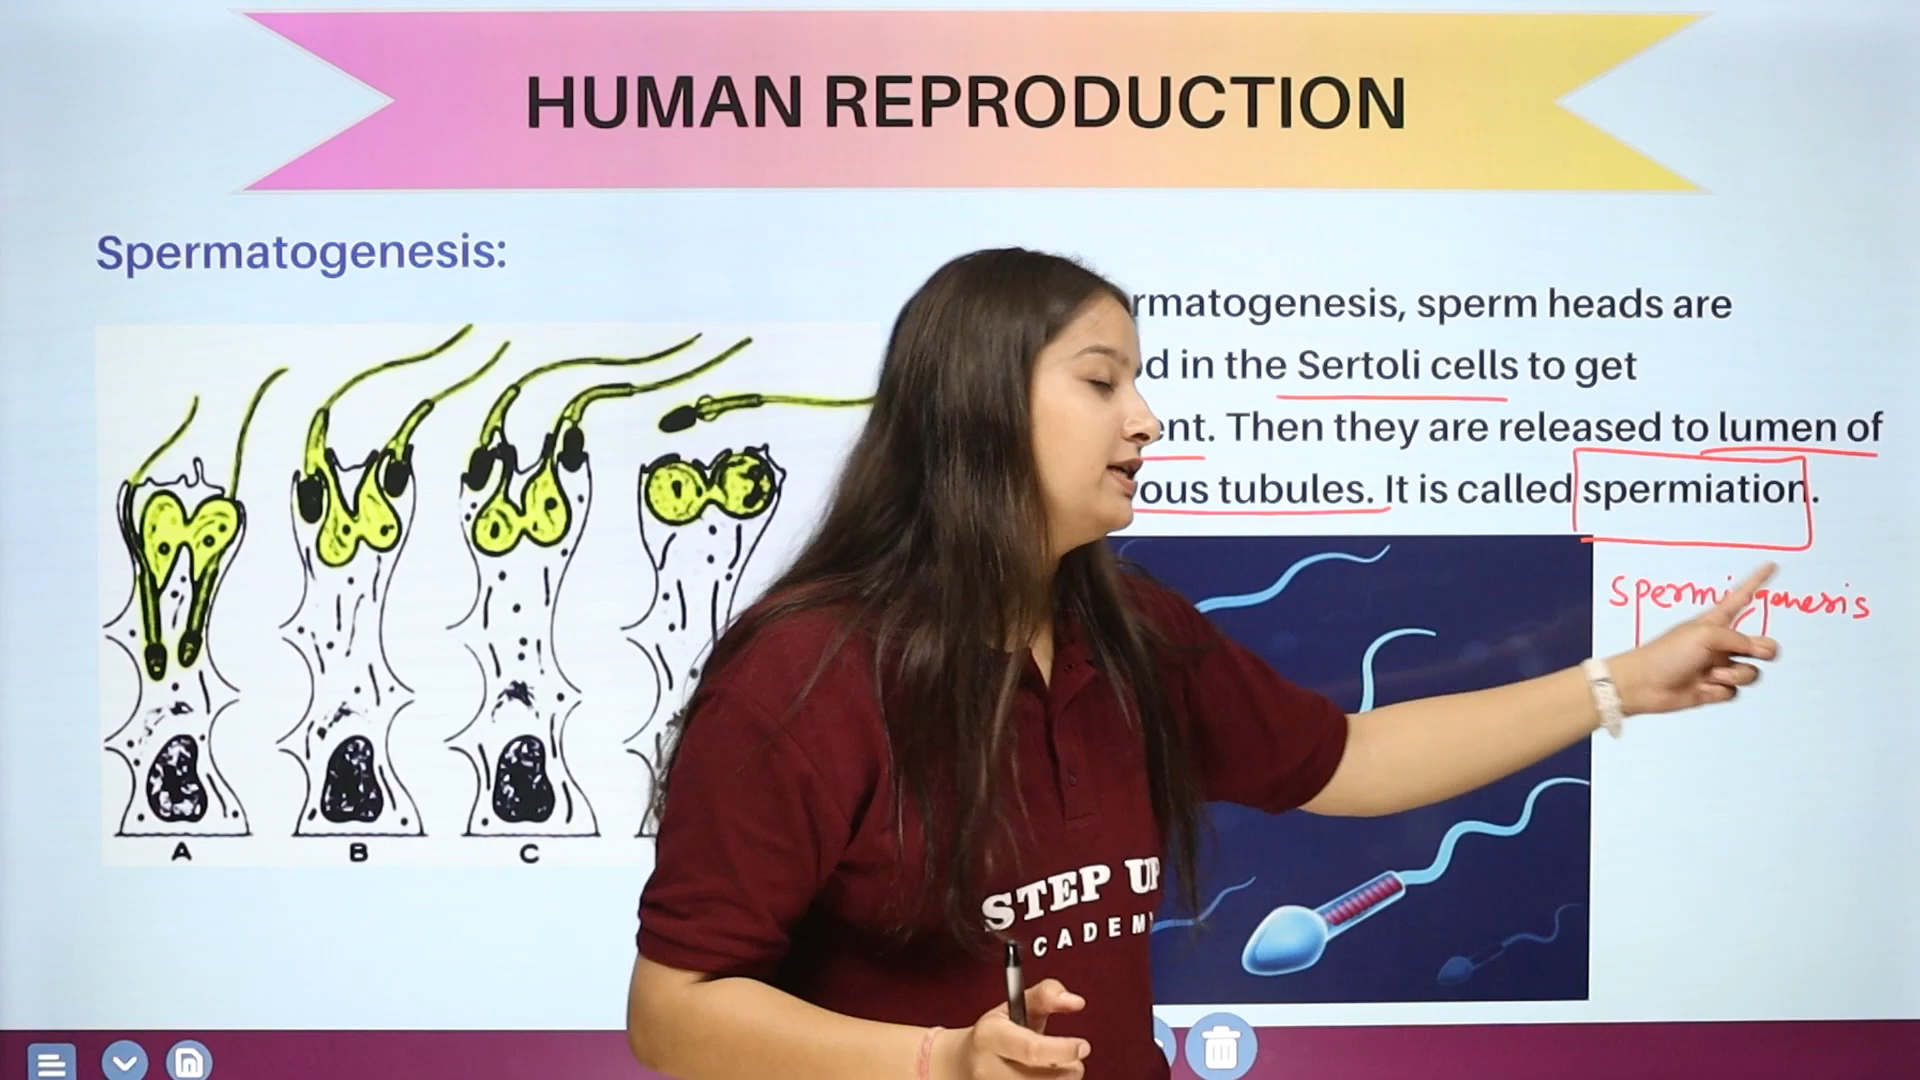 HUMAN REPRODUCTION
Spermatogenesis:
rmatogenesis, sperm heads are
d in the Sertoli cells to get
ent. Then they are released to lumen of
ous tubules. It is called spermiation.
A
B
C
STEP UP
CADEM